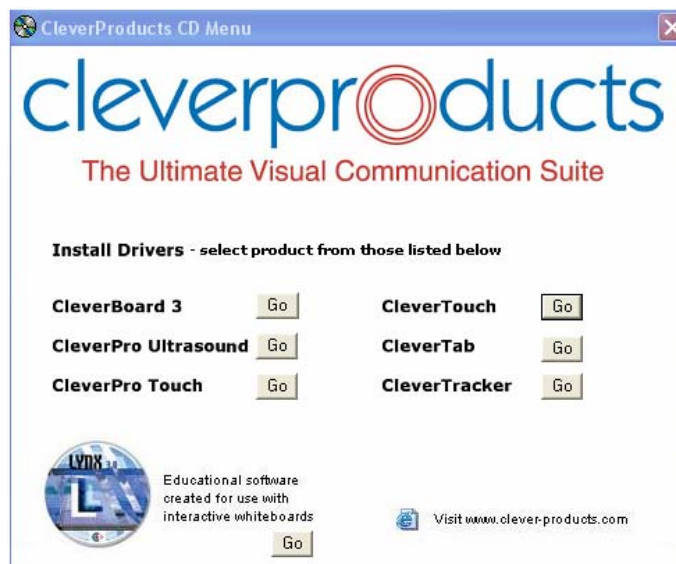 CleverProducts CD Menu
cleverproducts
The Ultimate Visual Communication Suite
Install Drivers - select product from those listed below
CleverBoard 3 Go CleverTouch Go
CleverPro Ultrasound Go CleverTab Go
CleverPro Touch Go CleverTracker Go
LYNX 3.0
L
Educational software
created for use with
interactive whiteboards
Go
Visit www.clever-products.com